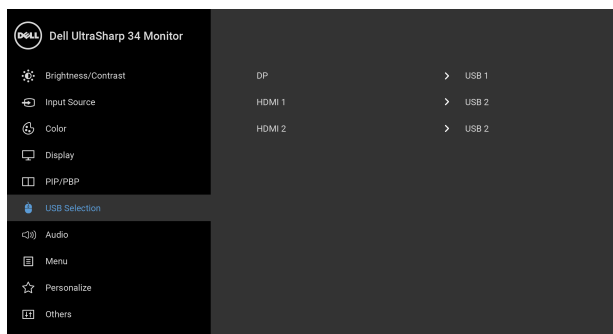 DELL Dell UltraSharp 34 Monitor
Brightness/Contrast
Input Source
Color
Display
PIP/PBP
USB Selection
Audio
Menu
Personalize
Others
DP > USB 1
HDMI 1 > USB 2
HDMI 2 > USB 2